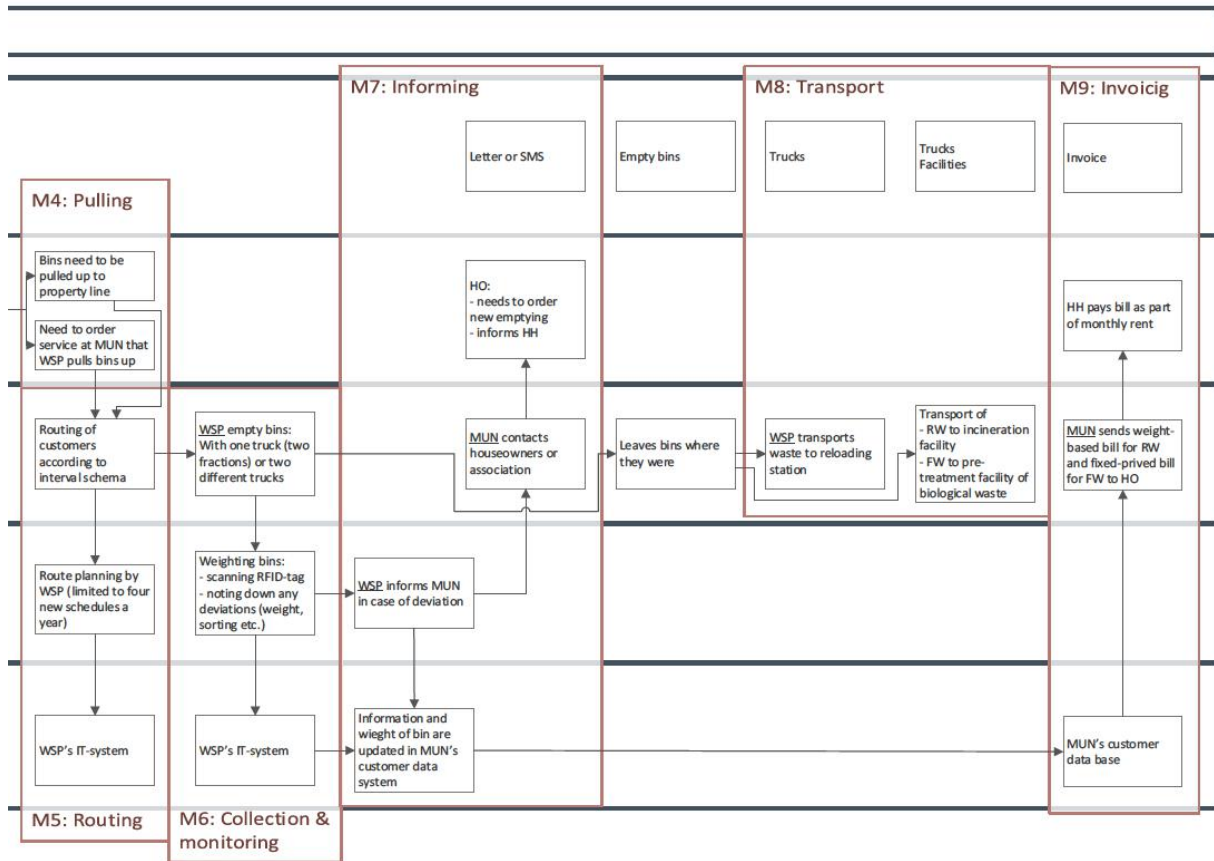 M7: Informing
M8: Transport
M9: Invoicig
Letter or SMS
Empty bins
Trucks
Trucks
Facilities
Invoice
M4: Pulling
Bins need to be
pulled up to
property line
Need to order
service at MUN that
WSP pulls bins up
HO:
- needs to order
new emptying
- informs HH
HH pays bill as part
of monthly rent
Routing of
customers
according to
interval schema
WSP empty bins:
With one truck (two
fractions) or two
different trucks
MUN contacts
houseowners or
association
Leaves bins where
they were
WSP transports
waste to reloading
station
Transport of
- RW to incineration
facility
- FW to pre-
treatment facility of
biological waste
MUN sends weight-
based bill for RW
and fixed-prived bill
for FW to HO
Route planning by
WSP (limited to four
new schedules a
year)
Weighting bins:
- scanning RFID-tag
- noting down any
deviations (weight,
sorting etc.)
WSP informs MUN
in case of deviation
WSP's IT-system
WSP's IT-system
Information and
wieght of bin are
updated in MUN's
customer data
system
MUN's customer
data base
M5: Routing
M6: Collection &
monitoring